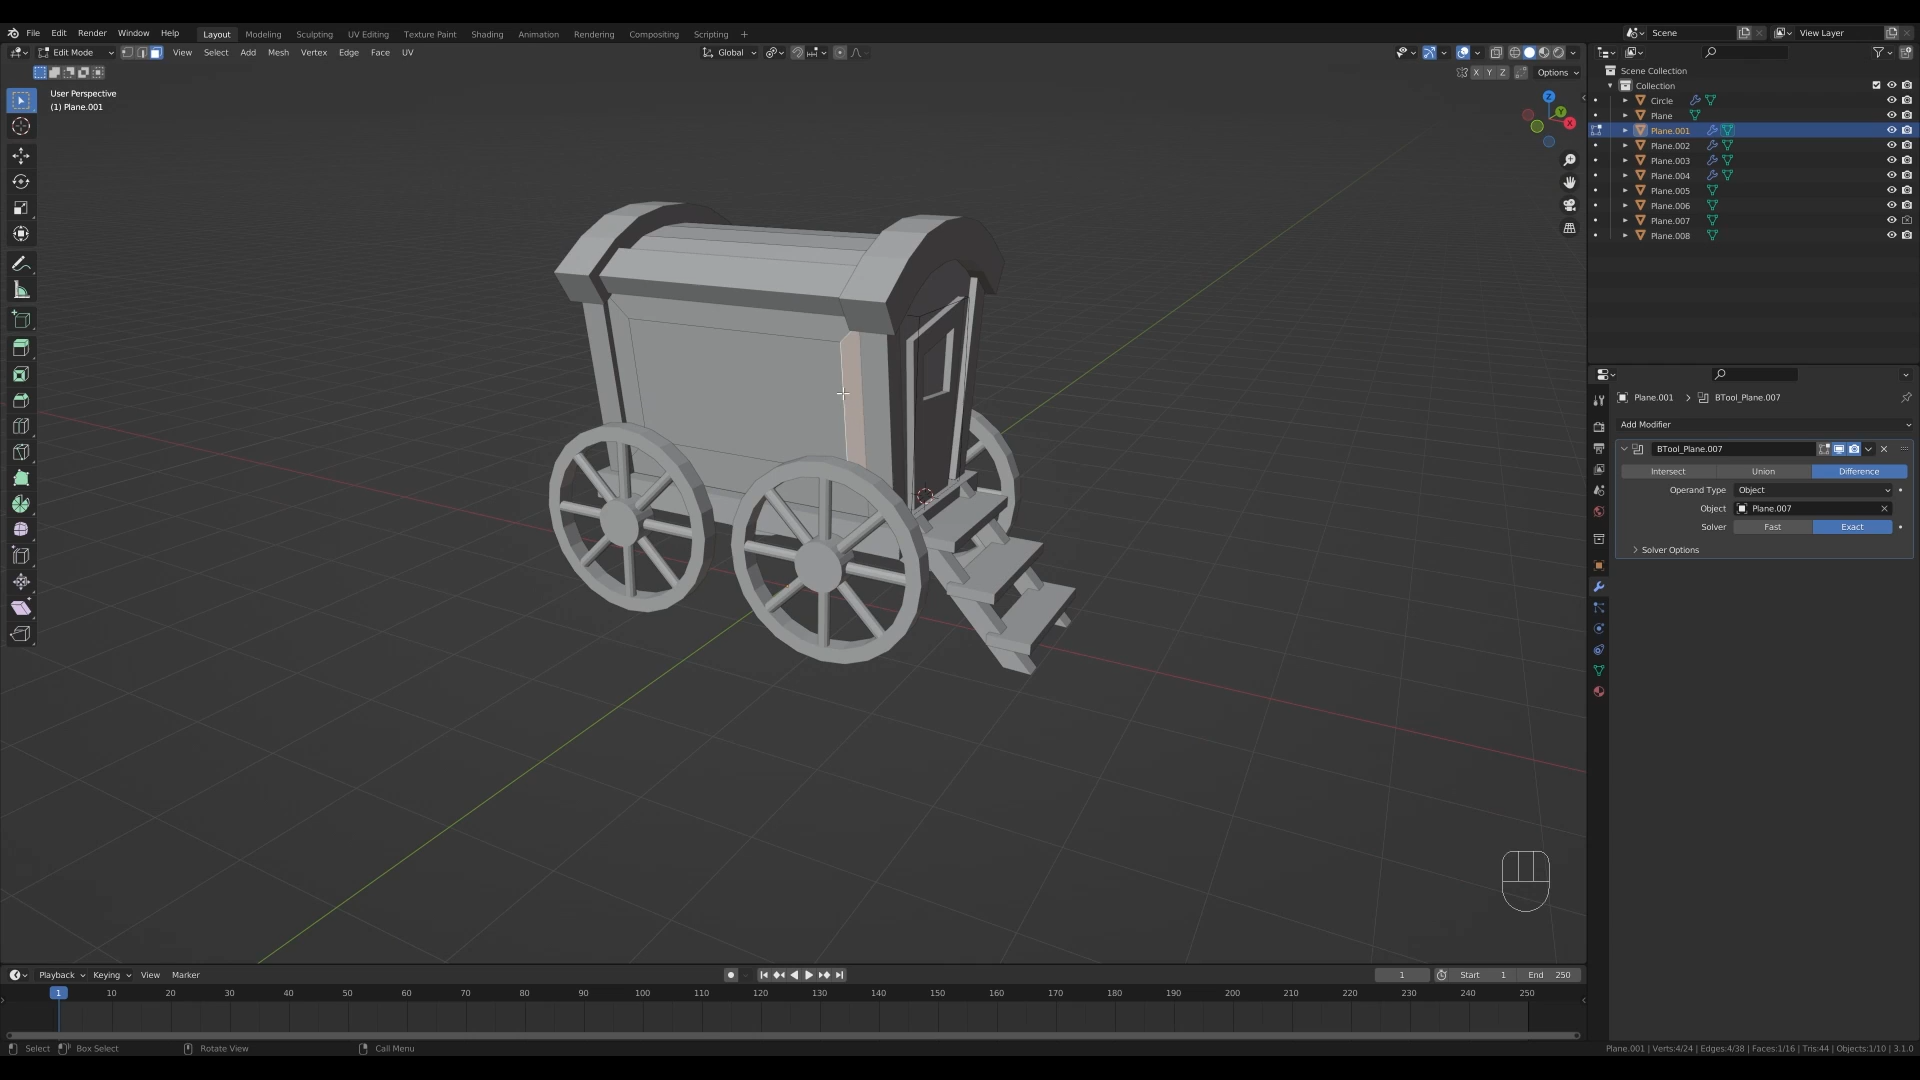 File Edit Render Window Help Layout Modeling Sculpting UV Editing Texture Paint Shading Animation Rendering Compositing Scripting + Scene View Layer
Edit Mode View Select Add Mesh Vertex Edge Face UV Global
X Y Z Options
User Perspective
(1) Plane.001
Z
Y
X
Scene Collection
Collection
Circle
Plane
Plane.001
Plane.002
Plane.003
Plane.004
Plane.005
Plane.006
Plane.007
Plane.008
Plane.001 > BTool_Plane.007
Add Modifier
BTool_Plane.007
Intersect Union Difference
Operand Type Object
Object Plane.007
Solver Fast Exact
Solver Options
Playback Keying View Marker 1 Start 1 End 250
1 10 20 30 40 50 60 70 80 90 100 110 120 130 140 150 160 170 180 190 200 210 220 230 240 250
Select Box Select Rotate View Call Menu Plane.001 | Verts:4/24 | Edges:4/38 | Faces:1/16 | Tris:44 | Objects:1/10 | 3.1.0